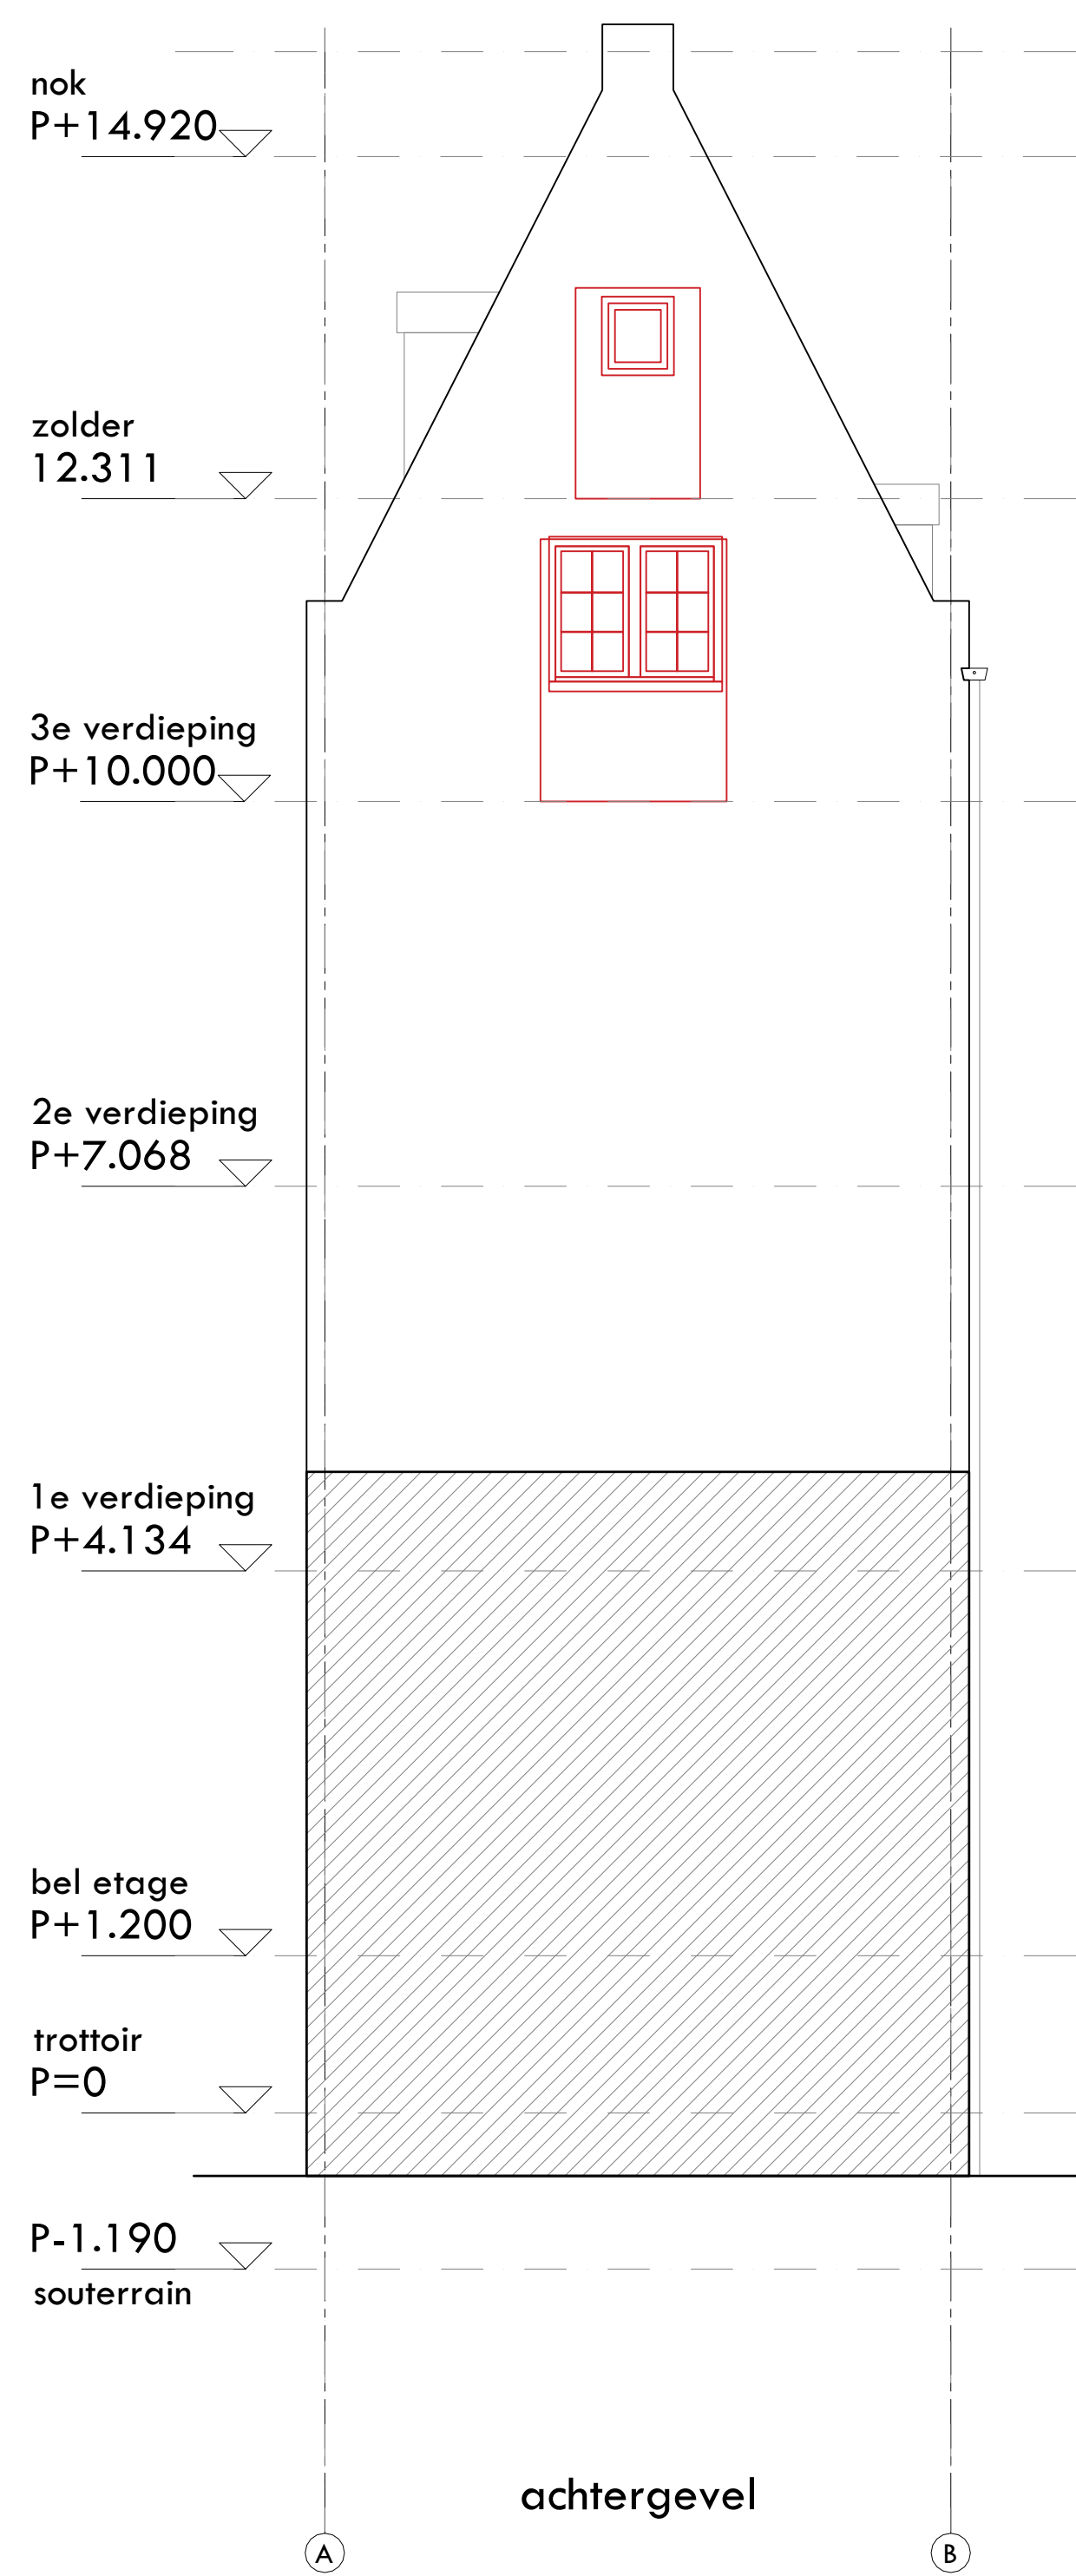 nok
P+14.920
zolder
12.311
3e verdieping
P+10.000
2e verdieping
P+7.068
1e verdieping
P+4.134
bel etage
P+1.200
trottoir
P=0
P-1.190
souterrain
achtergevel
A
B